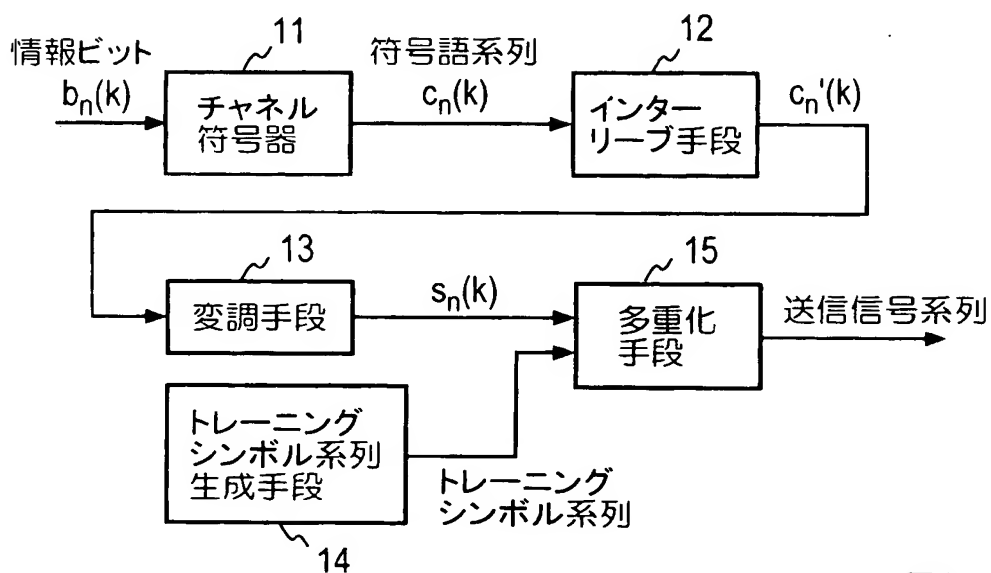 11
情報ビット
bn(k)
チャネル
符号器
符号語系列
cn(k)
12
インター
リーブ手段
cn'(k)
13
変調手段
sn(k)
15
多重化
手段
送信信号系列
トレーニング
シンボル系列
生成手段
14
トレーニング
シンボル系列